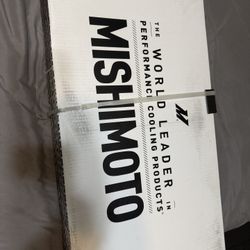 THE WORLD LEADER IN
PERFORMANCE COOLING PRODUCTS®
MISHIMOTO